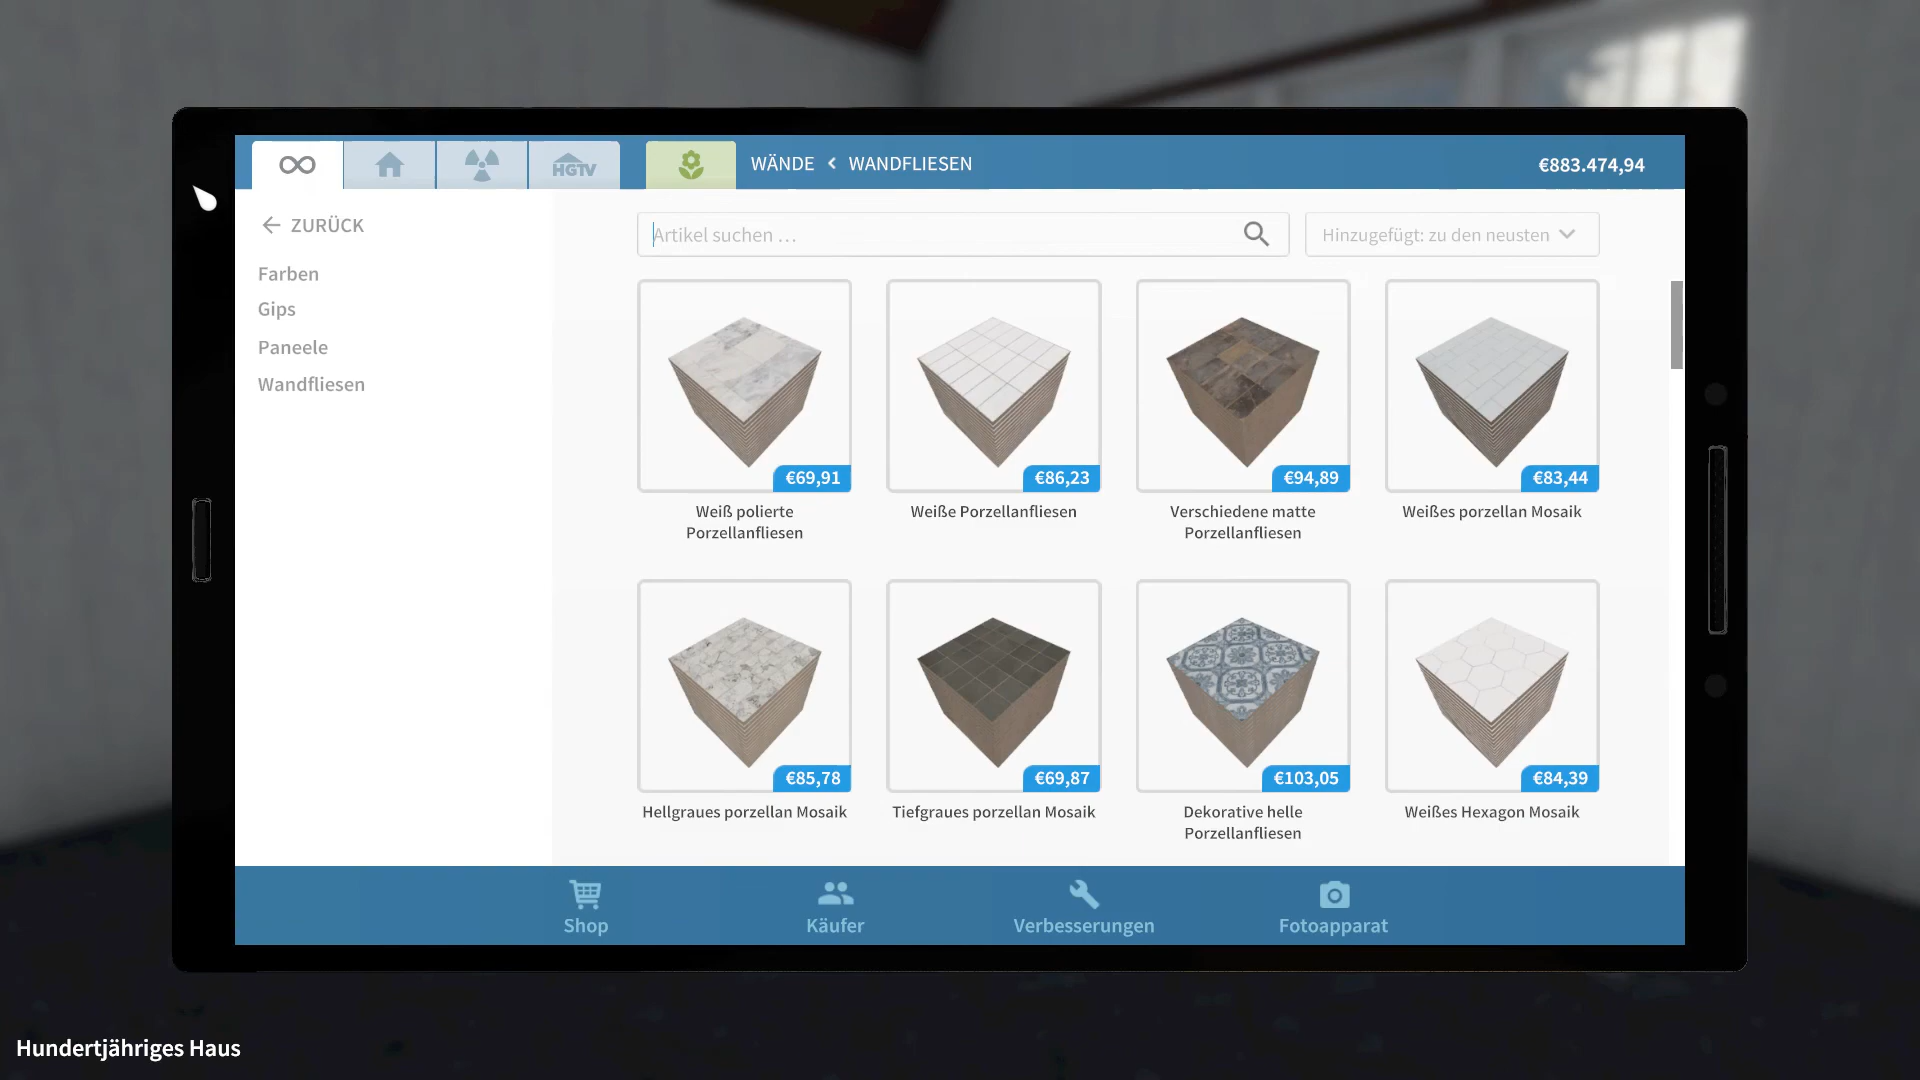 HGTV
WÄNDE < WANDFLIESEN
€883.474,94
ZURÜCK
Farben
Gips
Paneele
Wandfliesen
Artikel suchen ...
Hinzugefügt: zu den neusten
€69,91
€86,23
€94,89
€83,44
Weiß polierte
Porzellanfliesen
Weiße Porzellanfliesen
Verschiedene matte
Porzellanfliesen
Weißes porzellan Mosaik
€85,78
€69,87
€103,05
€84,39
Hellgraues porzellan Mosaik
Tiefgraues porzellan Mosaik
Dekorative helle
Porzellanfliesen
Weißes Hexagon Mosaik
Shop
Käufer
Verbesserungen
Fotoapparat
Hundertjähriges Haus